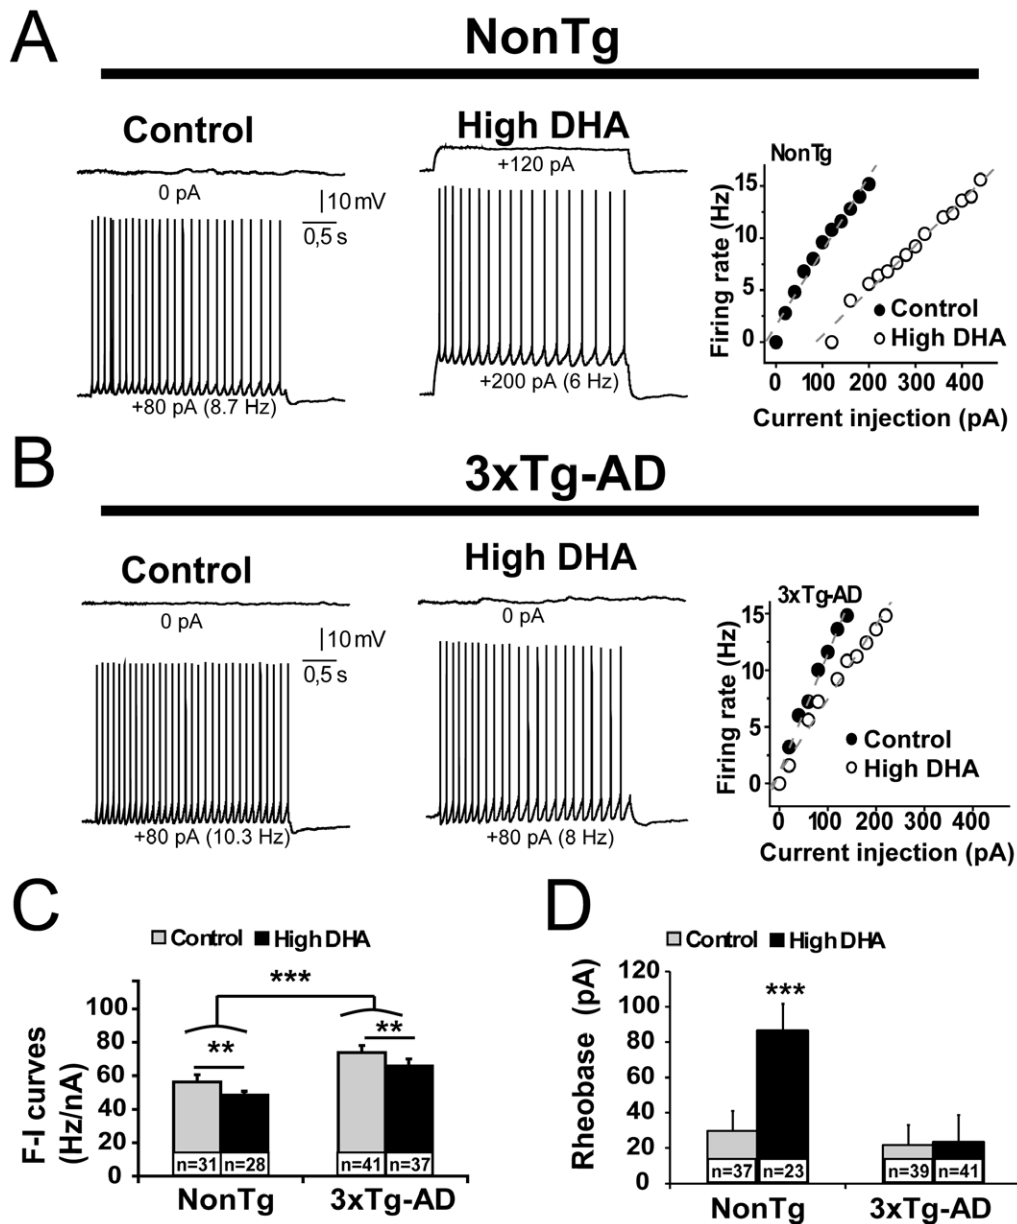 A
NonTg
Control
High DHA
+120 pA
0 pA
10 mV
0,5 s
+80 pA (8.7 Hz)
+200 pA (6 Hz)
NonTg
Firing rate (Hz)
15
10
5
0
Control
High DHA
0 100 200 300 400
Current injection (pA)
B
3xTg-AD
Control
High DHA
0 pA
0 pA
10 mV
0,5 s
+80 pA (10.3 Hz)
+80 pA (8 Hz)
3xTg-AD
Firing rate (Hz)
15
10
5
0
Control
High DHA
0 100 200 300 400
Current injection (pA)
C
Control High DHA
F-I curves
(Hz/nA)
100
80
60
40
20
0
***
**
**
n=31 n=28 n=41 n=37
NonTg 3xTg-AD
D
Control High DHA
Rheobase (pA)
120
100
80
60
40
20
0
***
n=37 n=23 n=39 n=41
NonTg 3xTg-AD